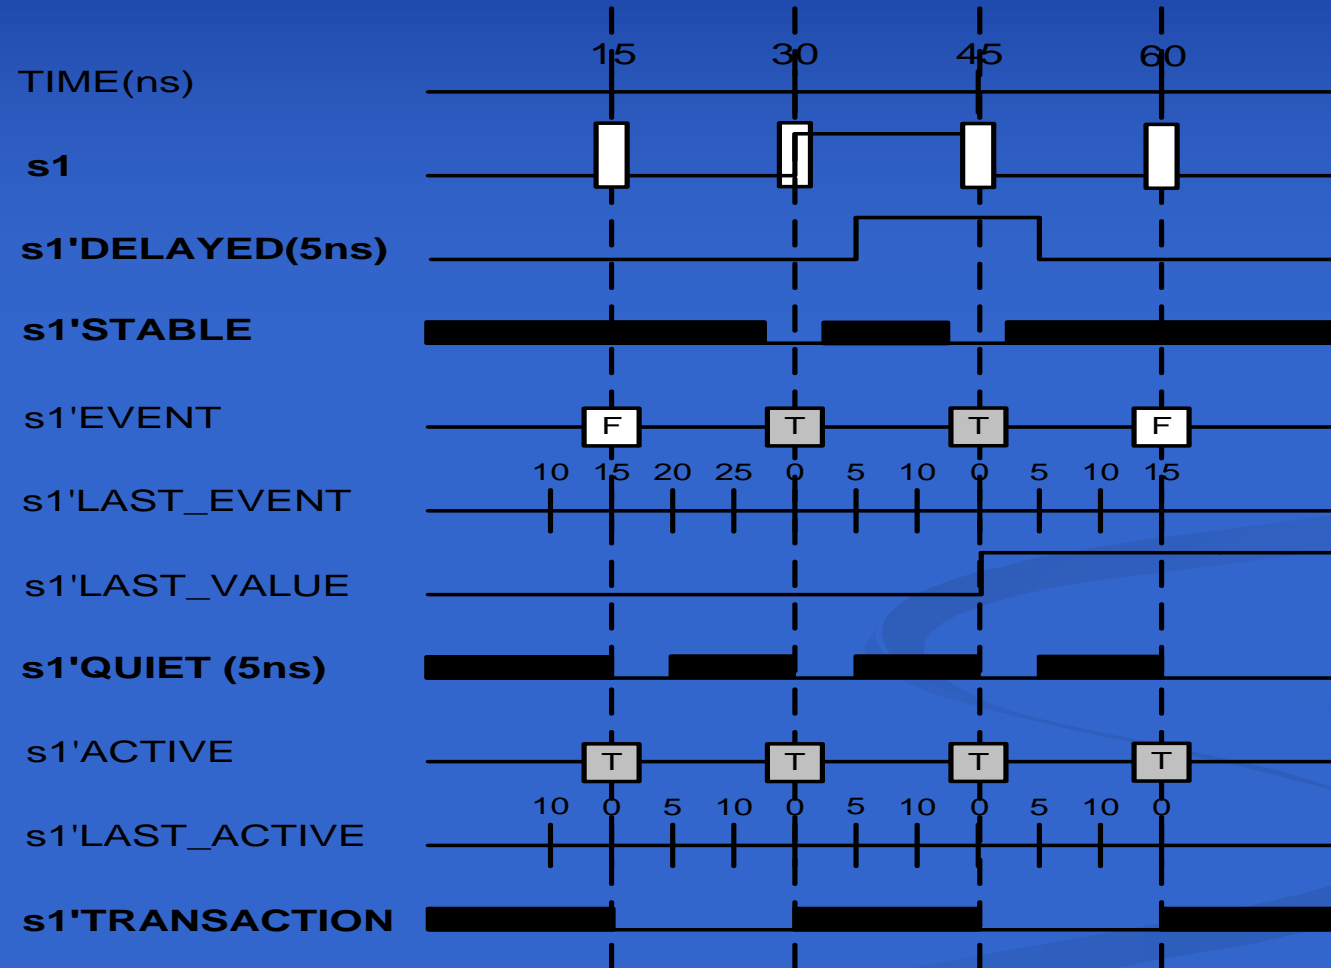 15 30 45 60
TIME(ns)
s1
s1'DELAYED(5ns)
s1'STABLE
s1'EVENT F T T F
10 15 20 25 0 5 10 0 5 10 15
s1'LAST_EVENT
s1'LAST_VALUE
s1'QUIET (5ns)
s1'ACTIVE T T T T
10 0 5 10 0 5 10 0 5 10 0
s1'LAST_ACTIVE
s1'TRANSACTION